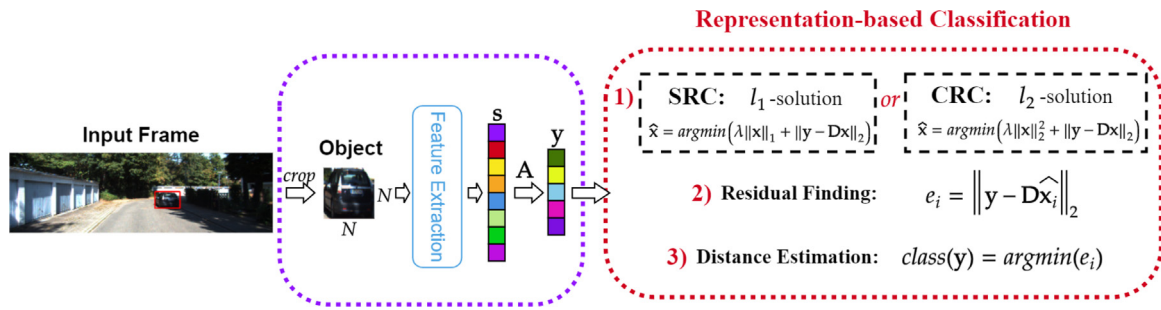 Representation-based Classification
Input Frame
crop
Object
N
N
Feature Extraction
s
A
y
1)
SRC: l₁-solution
x̂ = argmin(λ‖x‖₁ + ‖y − Dx‖₂)
or
CRC: l₂-solution
x̂ = argmin(λ‖x‖₂² + ‖y − Dx‖₂)
2) Residual Finding: eᵢ = ‖y − Dx̂ᵢ‖₂
3) Distance Estimation: class(y) = argmin(eᵢ)